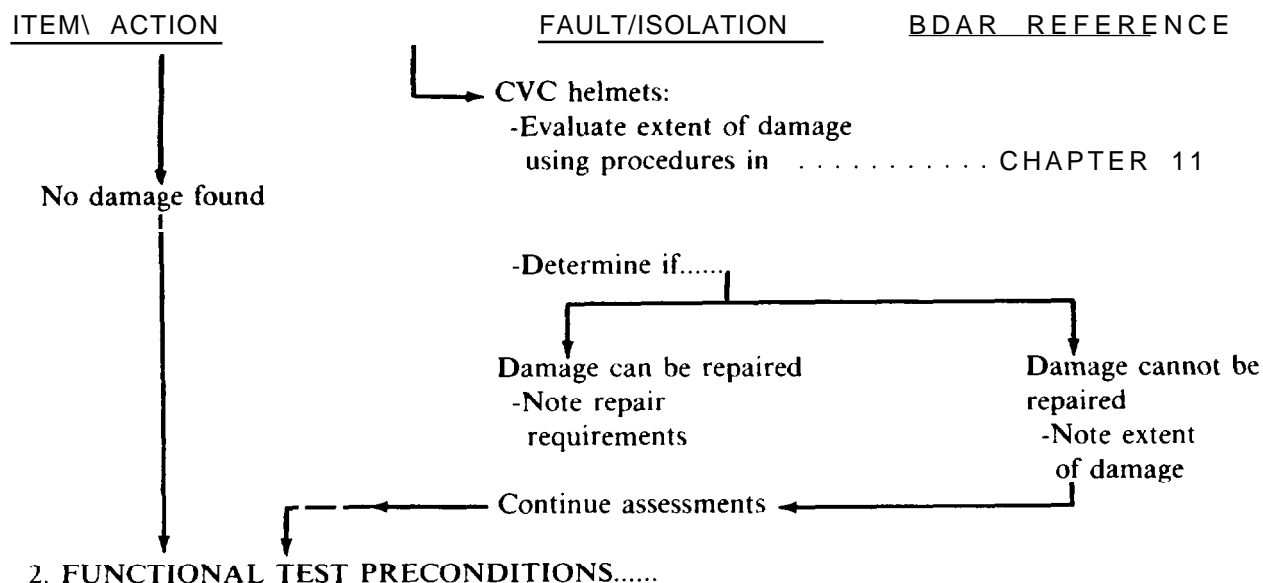 ITEM\ ACTION FAULT/ISOLATION BDAR REFERENCE
CVC helmets:
-Evaluate extent of damage
using procedures in . . . . . . . . . . . CHAPTER 11
No damage found
-Determine if......
Damage can be repaired
-Note repair
requirements
Damage cannot be
repaired
-Note extent
of damage
Continue assessments
2. FUNCTIONAL TEST PRECONDITIONS......